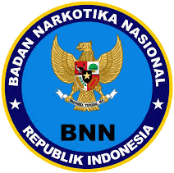 BADAN NARKOTIKA NASIONAL
BNN
REPUBLIK INDONESIA